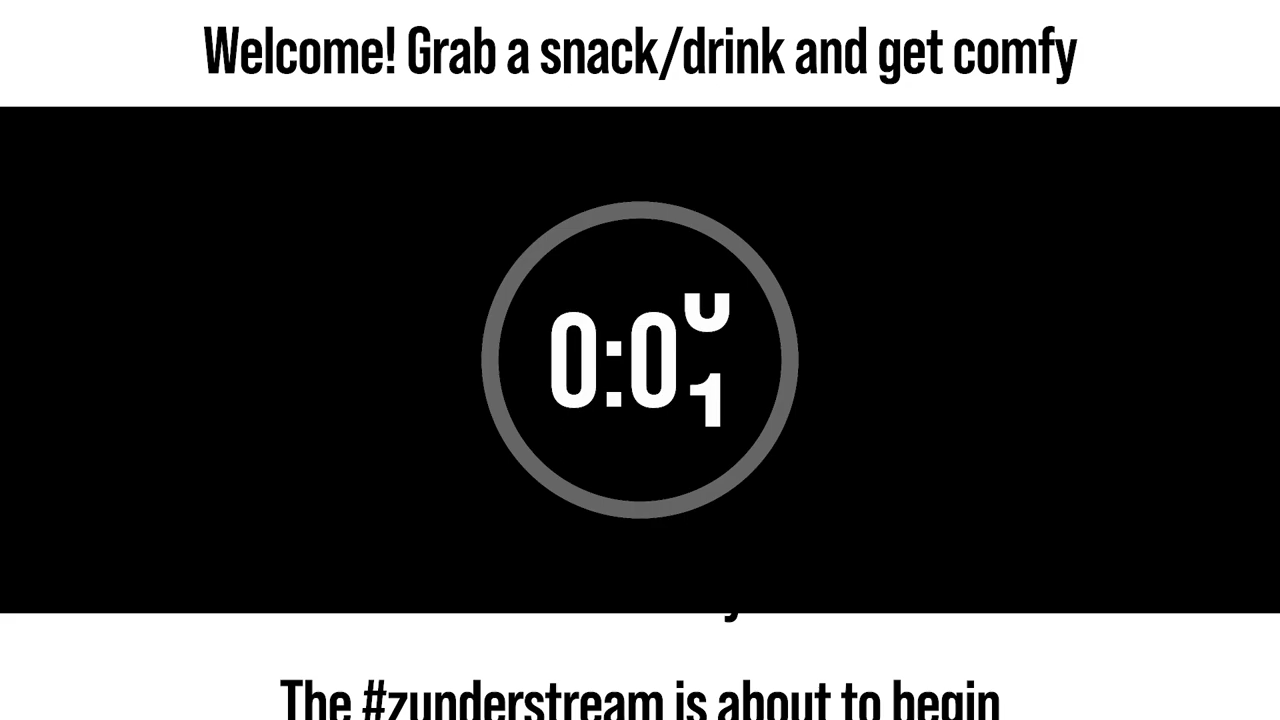 Welcome! Grab a snack/drink and get comfy
0:0
The #zunderstream is about to begin